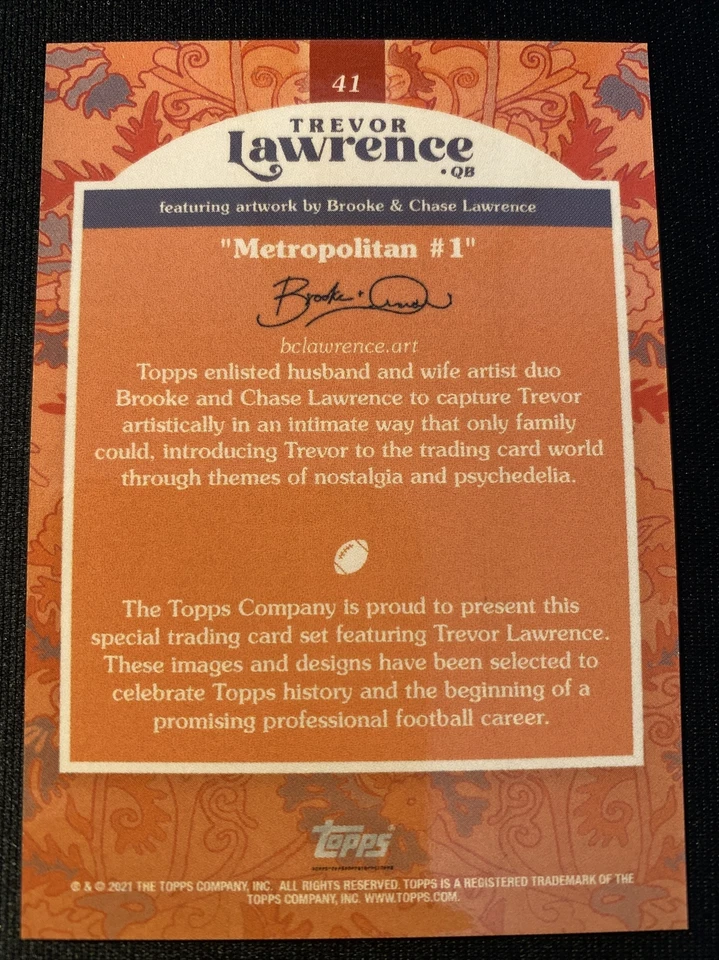 41
TREVOR
Lawrence
• QB
featuring artwork by Brooke & Chase Lawrence
"Metropolitan #1"
Brooke +
bclawrence.art
Topps enlisted husband and wife artist duo
Brooke and Chase Lawrence to capture Trevor
artistically in an intimate way that only family
could, introducing Trevor to the trading card world
through themes of nostalgia and psychedelia.
The Topps Company is proud to present this
special trading card set featuring Trevor Lawrence.
These images and designs have been selected to
celebrate Topps history and the beginning of a
promising professional football career.
Topps
® & © 2021 THE TOPPS COMPANY, INC. ALL RIGHTS RESERVED. TOPPS IS A REGISTERED TRADEMARK OF THE
TOPPS COMPANY, INC. WWW.TOPPS.COM.